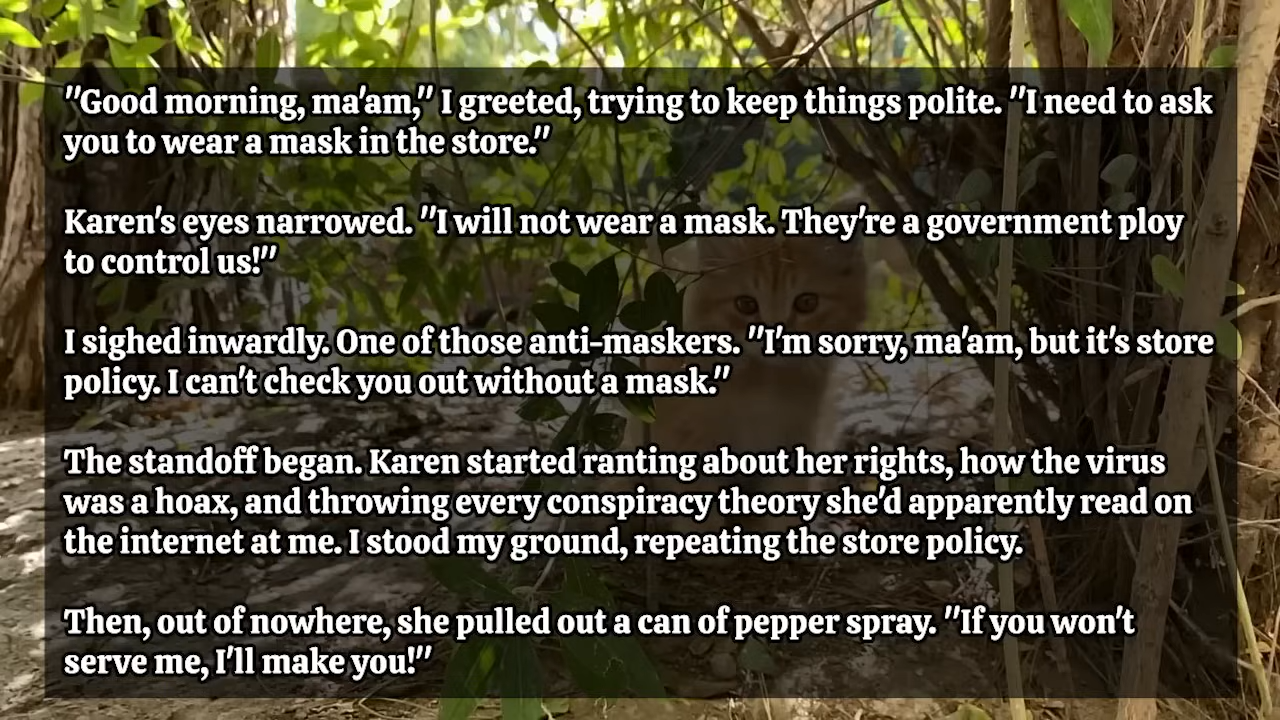 "Good morning, ma'am," I greeted, trying to keep things polite. "I need to ask
you to wear a mask in the store."
Karen's eyes narrowed. "I will not wear a mask. They're a government ploy
to control us!"
I sighed inwardly. One of those anti-maskers. "I'm sorry, ma'am, but it's store
policy. I can't check you out without a mask."
The standoff began. Karen started ranting about her rights, how the virus
was a hoax, and throwing every conspiracy theory she'd apparently read on
the internet at me. I stood my ground, repeating the store policy.
Then, out of nowhere, she pulled out a can of pepper spray. "If you won't
serve me, I'll make you!"